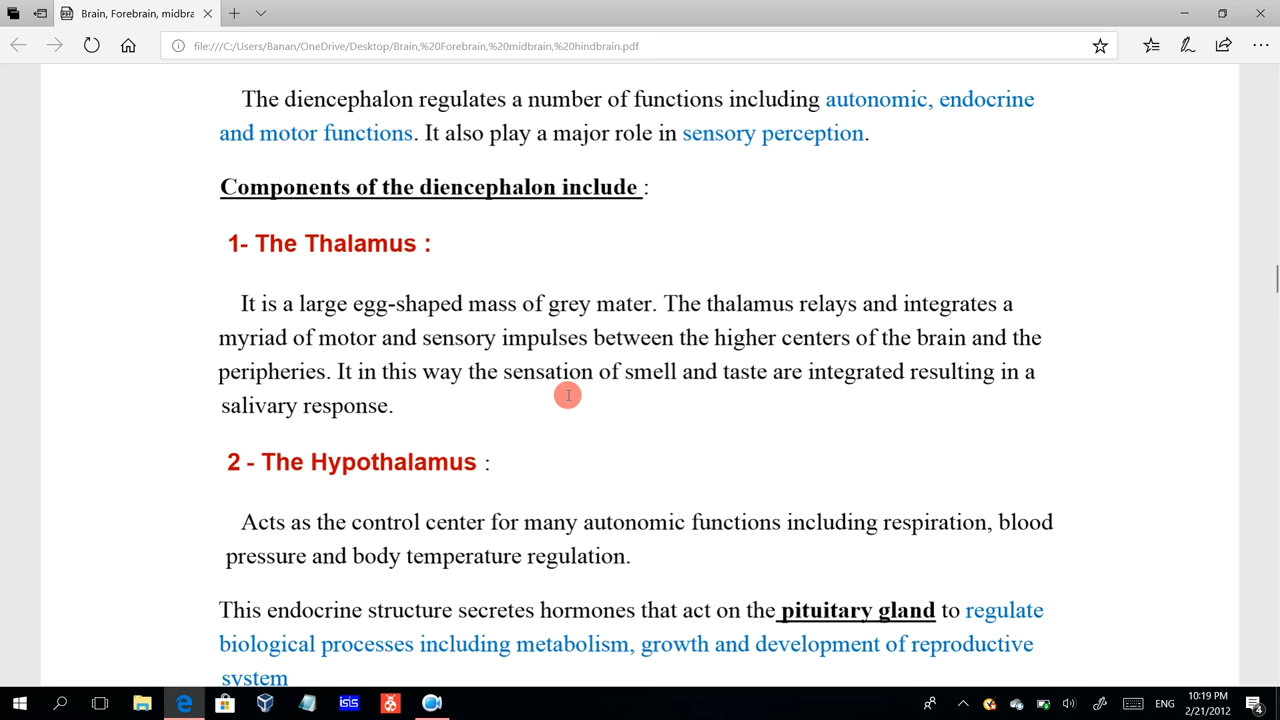 Brain, Forebrain, midbra
file:///C:/Users/Banan/OneDrive/Desktop/Brain,%20Forebrain,%20midbrain,%20hindbrain.pdf
The diencephalon regulates a number of functions including autonomic, endocrine
and motor functions. It also play a major role in sensory perception.
Components of the diencephalon include :
1- The Thalamus :
It is a large egg-shaped mass of grey mater. The thalamus relays and integrates a
myriad of motor and sensory impulses between the higher centers of the brain and the
peripheries. It in this way the sensation of smell and taste are integrated resulting in a
salivary response.
2 - The Hypothalamus :
Acts as the control center for many autonomic functions including respiration, blood
pressure and body temperature regulation.
This endocrine structure secretes hormones that act on the pituitary gland to regulate
biological processes including metabolism, growth and development of reproductive
system
isis
ENG
10:19 PM
2/21/2012
4